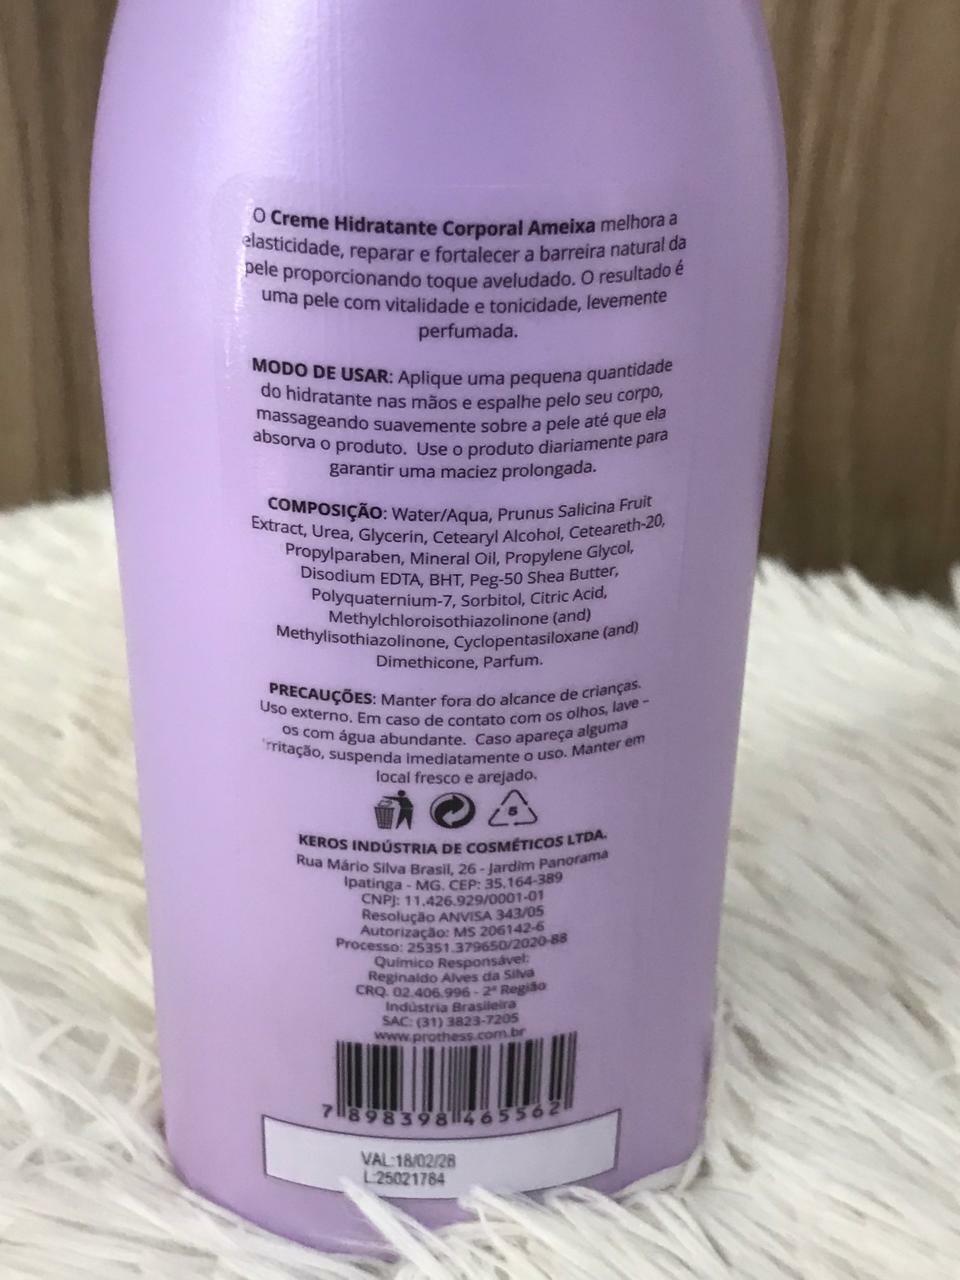 O Creme Hidratante Corporal Ameixa melhora a
elasticidade, reparar e fortalecer a barreira natural da
pele proporcionando toque aveludado. O resultado é
uma pele com vitalidade e tonicidade, levemente
perfumada.
MODO DE USAR: Aplique uma pequena quantidade
do hidratante nas mãos e espalhe pelo seu corpo,
massageando suavemente sobre a pele até que ela
absorva o produto. Use o produto diariamente para
garantir uma maciez prolongada.
COMPOSIÇÃO: Water/Aqua, Prunus Salicina Fruit
Extract, Urea, Glycerin, Cetearyl Alcohol, Ceteareth-20,
Propylparaben, Mineral Oil, Propylene Glycol,
Disodium EDTA, BHT, Peg-50 Shea Butter,
Polyquaternium-7, Sorbitol, Citric Acid,
Methylchloroisothiazolinone (and)
Methylisothiazolinone, Cyclopentasiloxane (and)
Dimethicone, Parfum.
PRECAUÇÕES: Manter fora do alcance de crianças.
Uso externo. Em caso de contato com os olhos, lave –
os com água abundante. Caso apareça alguma
irritação, suspenda imediatamente o uso. Manter em
local fresco e arejado.
5
KEROS INDÚSTRIA DE COSMÉTICOS LTDA.
Rua Mário Silva Brasil, 26 - Jardim Panorama
Ipatinga - MG. CEP: 35.164-389
CNPJ: 11.426.929/0001-01
Resolução ANVISA 343/05
Autorização: MS 206142-6
Processo: 25351.379650/2020-88
Químico Responsável:
Reginaldo Alves da Silva
CRQ. 02.406.996 - 2ª Região
Indústria Brasileira
SAC: (31) 3823-7205
www.prothess.com.br
7 898398 465562
VAL:18/02/28
L:25021784